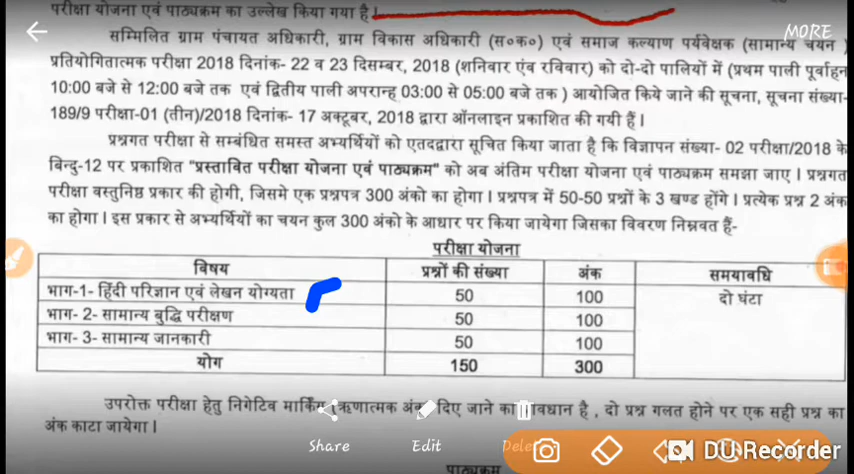 परीक्षा योजना एवं पाठ्यक्रम का उल्लेख किया गया है।
MORE
सम्मिलित ग्राम पंचायत अधिकारी, ग्राम विकास अधिकारी (स०क०) एवं समाज कल्याण पर्यवेक्षक (सामान्य चयन)
प्रतियोगितात्मक परीक्षा 2018 दिनांक- 22 व 23 दिसम्बर, 2018 (शनिवार एंव रविवार) को दो-दो पालियों में (प्रथम पाली पूर्वाहन
10:00 बजे से 12:00 बजे तक एवं द्वितीय पाली अपरान्ह 03:00 से 05:00 बजे तक) आयोजित किये जाने की सूचना, सूचना संख्या-
189/9 परीक्षा-01 (तीन)/2018 दिनांक- 17 अक्टूबर, 2018 द्वारा ऑनलाइन प्रकाशित की गयी हैं।
प्रश्नगत परीक्षा से सम्बंधित समस्त अभ्यर्थियों को एतदद्वारा सूचित किया जाता है कि विज्ञापन संख्या- 02 परीक्षा/2018 के
बिन्दु-12 पर प्रकाशित "प्रस्तावित परीक्षा योजना एवं पाठ्यक्रम" को अब अंतिम परीक्षा योजना एवं पाठ्यक्रम समझा जाए। प्रश्नगत
परीक्षा वस्तुनिष्ठ प्रकार की होगी, जिसमे एक प्रश्नपत्र 300 अंको का होगा। प्रश्नपत्र में 50-50 प्रश्नों के 3 खण्ड होंगे। प्रत्येक प्रश्न 2 अंक
का होगा। इस प्रकार से अभ्यर्थियों का चयन कुल 300 अंको के आधार पर किया जायेगा जिसका विवरण निम्नवत हैं-
परीक्षा योजना
विषय प्रश्नों की संख्या अंक समयावधि
भाग-1- हिंदी परिज्ञान एवं लेखन योग्यता 50 100 दो घंटा
भाग- 2- सामान्य बुद्धि परीक्षण 50 100
भाग- 3- सामान्य जानकारी 50 100
योग 150 300
उपरोक्त परीक्षा हेतु निगेटिव मार्किंग ऋणात्मक अंक दिए जाने का प्रावधान है, दो प्रश्न गलत होने पर एक सही प्रश्न का
अंक काटा जायेगा।
Share Edit Delete
DU Recorder
पाठ्यक्रम